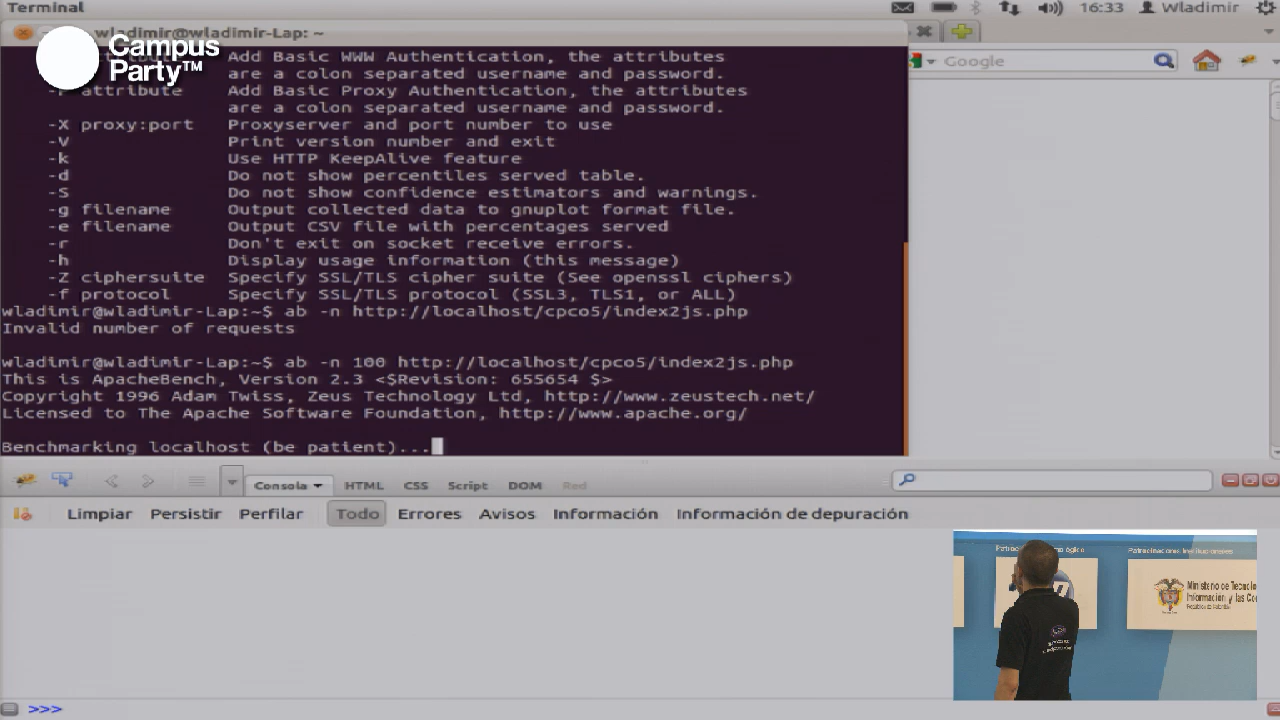 Terminal
16:33 Wladimir
wladimir@wladimir-Lap: ~
Campus
Party™
Google
Add Basic WWW Authentication, the attributes
are a colon separated username and password.
attribute Add Basic Proxy Authentication, the attributes
are a colon separated username and password.
-X proxy:port Proxyserver and port number to use
-V Print version number and exit
-k Use HTTP KeepAlive feature
-d Do not show percentiles served table.
-S Do not show confidence estimators and warnings.
-g filename Output collected data to gnuplot format file.
-e filename Output CSV file with percentages served
-r Don't exit on socket receive errors.
-h Display usage information (this message)
-Z ciphersuite Specify SSL/TLS cipher suite (See openssl ciphers)
-f protocol Specify SSL/TLS protocol (SSL3, TLS1, or ALL)
wladimir@wladimir-Lap:~$ ab -n http://localhost/cpco5/index2js.php
Invalid number of requests
wladimir@wladimir-Lap:~$ ab -n 100 http://localhost/cpco5/index2js.php
This is ApacheBench, Version 2.3 <$Revision: 655654 $>
Copyright 1996 Adam Twiss, Zeus Technology Ltd, http://www.zeustech.net/
Licensed to The Apache Software Foundation, http://www.apache.org/
Benchmarking localhost (be patient)...
Consola HTML CSS Script DOM Red
Limpiar Persistir Perfilar Todo Errores Avisos Información Información de depuración
Ministerio de Tecnolo
Información y las Co
>>>